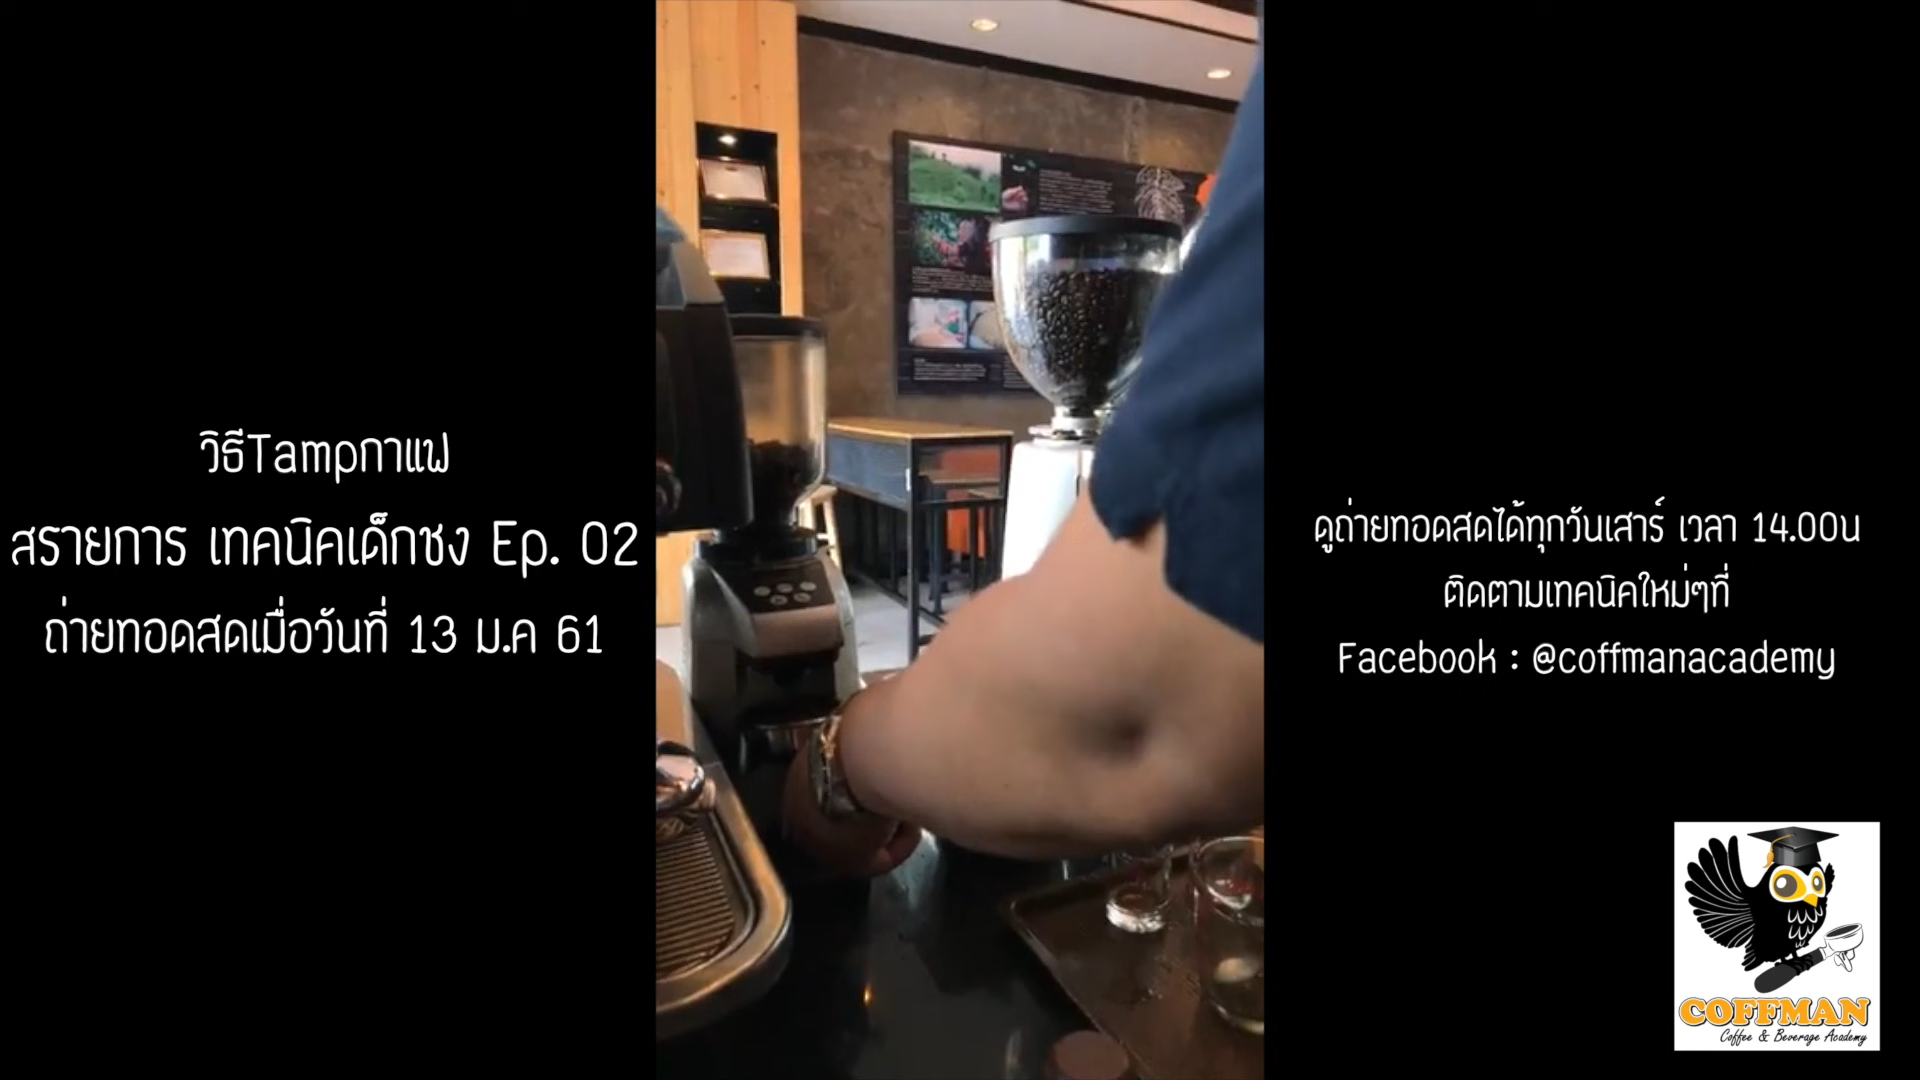 วิธีTampกาแฟ
สรายการ เทคนิคเด็กชง Ep. 02
ถ่ายทอดสดเมื่อวันที่ 13 ม.ค 61
ดูถ่ายทอดสดได้ทุกวันเสาร์ เวลา 14.00น
ติดตามเทคนิคใหม่ๆที่
Facebook : @coffmanacademy
COFFMAN
Coffee & Beverage Academy